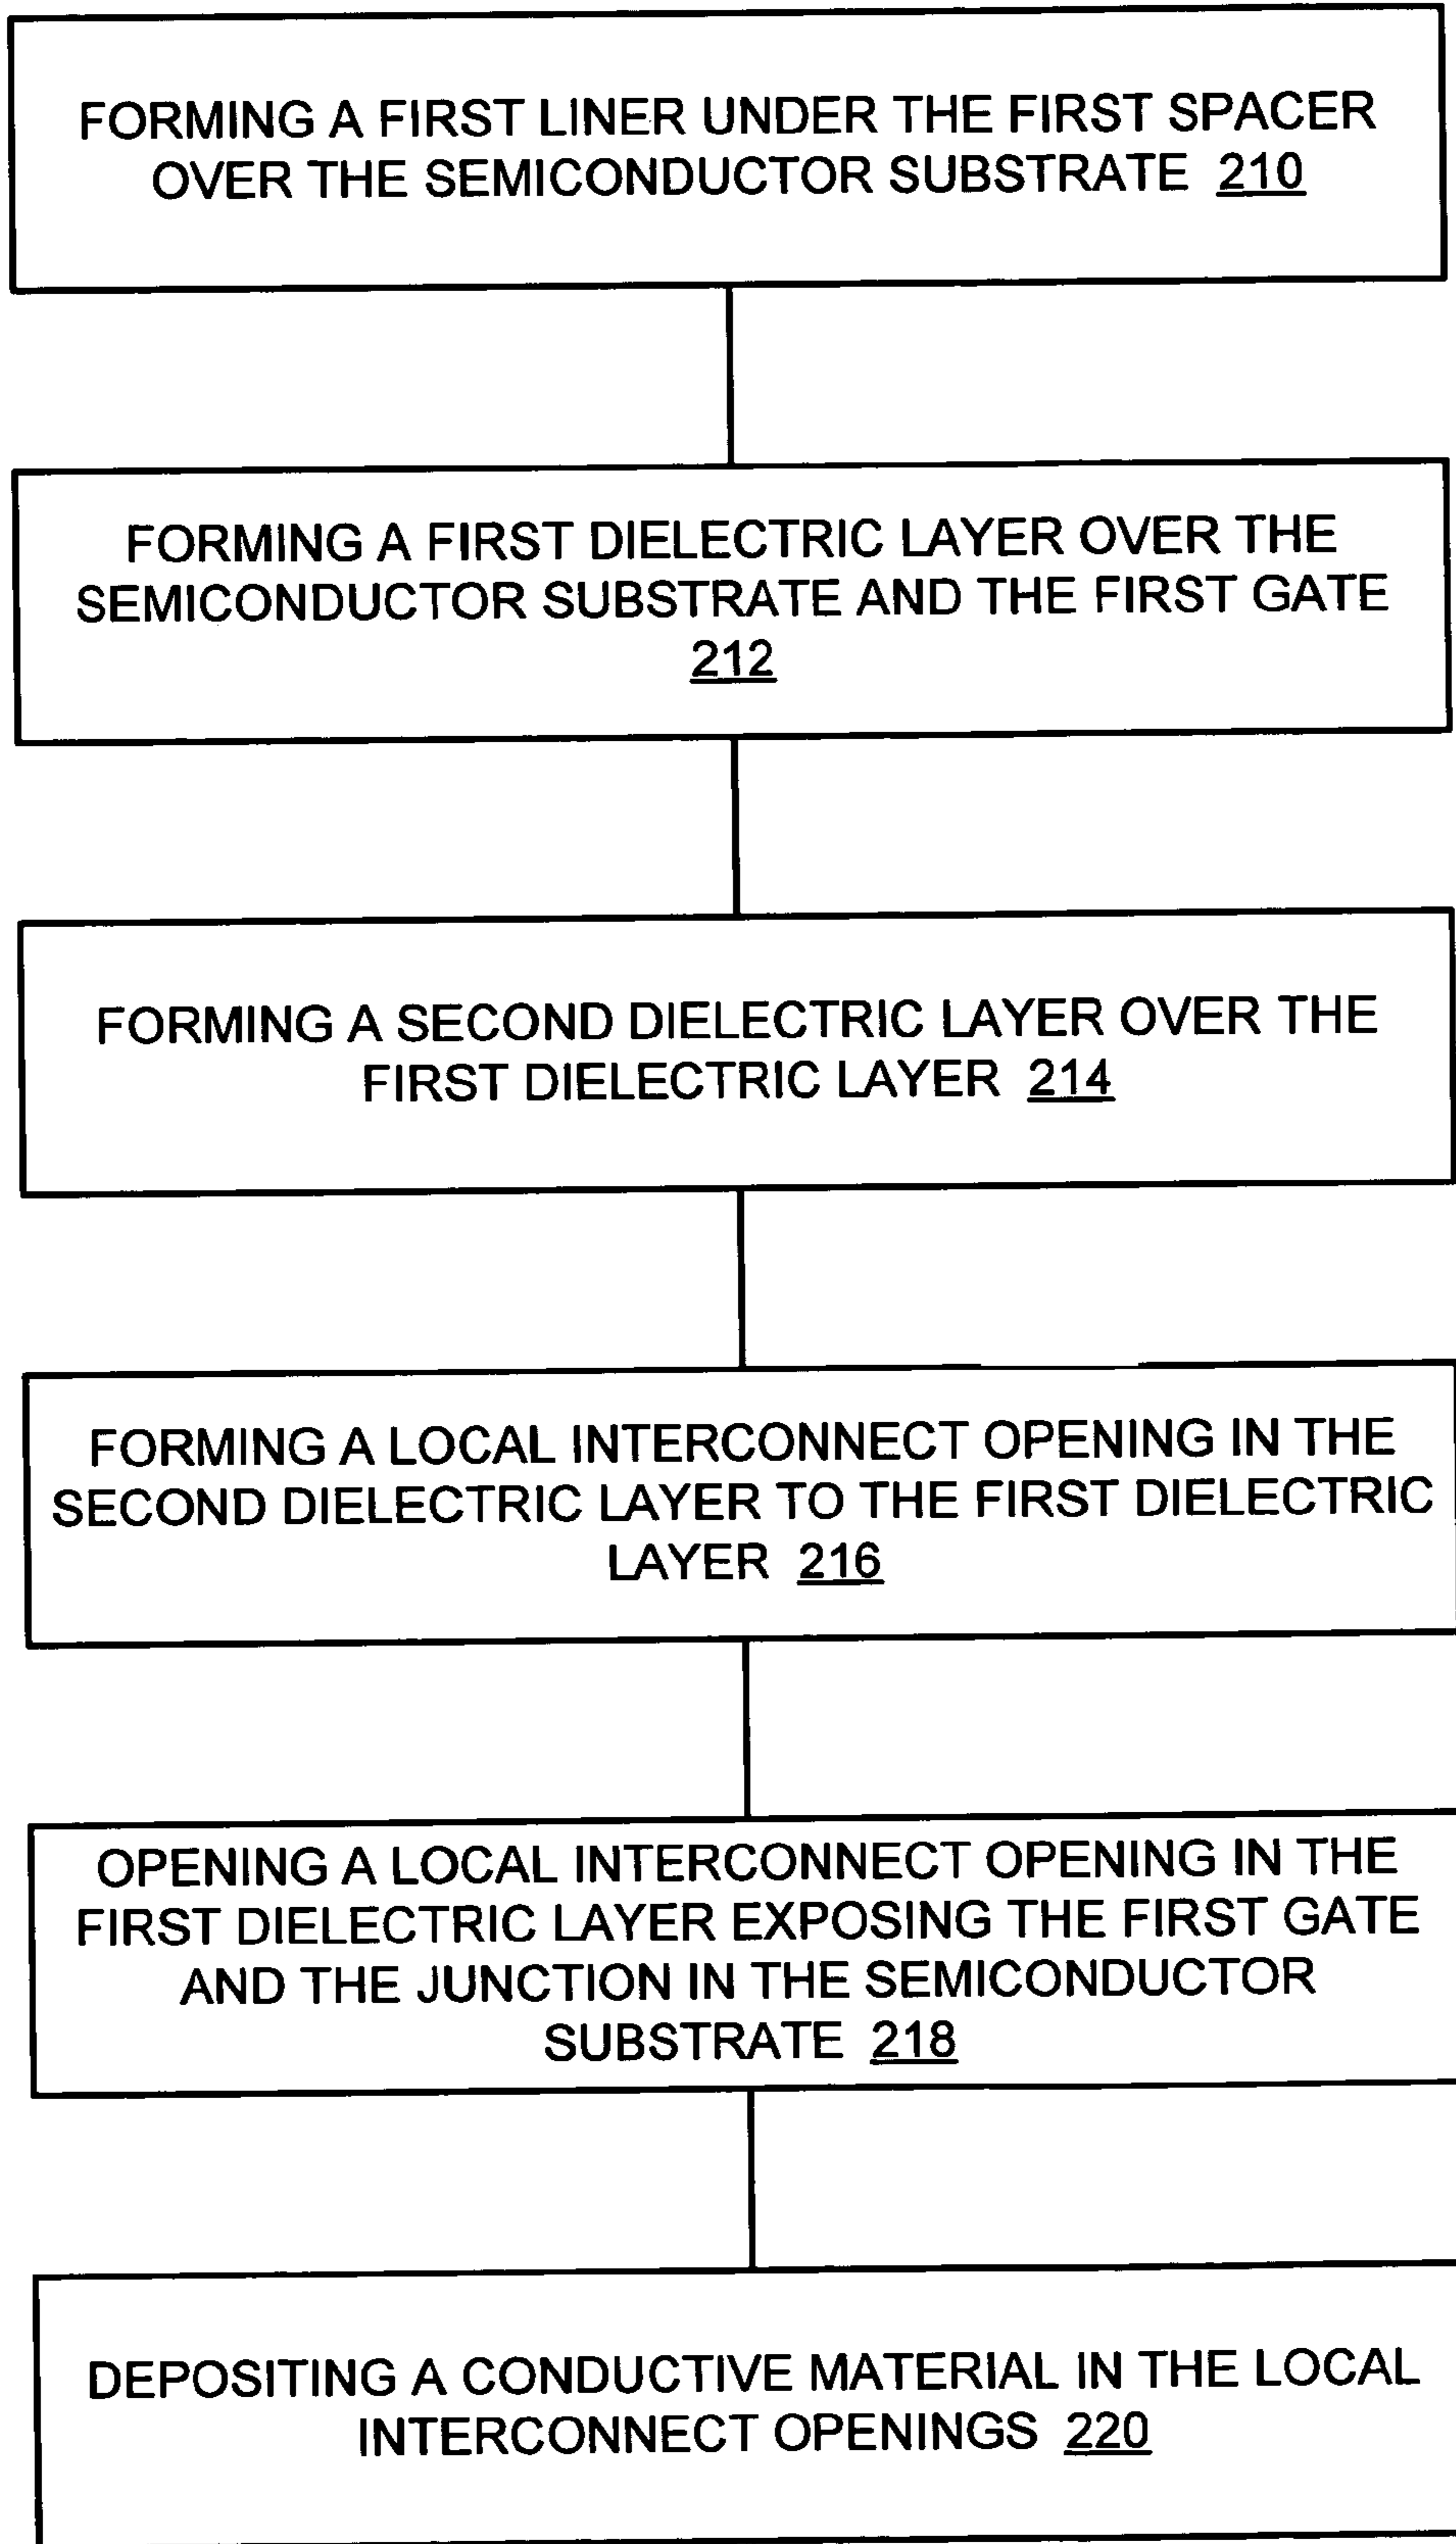 FORMING A FIRST LINER UNDER THE FIRST SPACER
OVER THE SEMICONDUCTOR SUBSTRATE 210
FORMING A FIRST DIELECTRIC LAYER OVER THE
SEMICONDUCTOR SUBSTRATE AND THE FIRST GATE
212
FORMING A SECOND DIELECTRIC LAYER OVER THE
FIRST DIELECTRIC LAYER 214
FORMING A LOCAL INTERCONNECT OPENING IN THE
SECOND DIELECTRIC LAYER TO THE FIRST DIELECTRIC
LAYER 216
OPENING A LOCAL INTERCONNECT OPENING IN THE
FIRST DIELECTRIC LAYER EXPOSING THE FIRST GATE
AND THE JUNCTION IN THE SEMICONDUCTOR
SUBSTRATE 218
DEPOSITING A CONDUCTIVE MATERIAL IN THE LOCAL
INTERCONNECT OPENINGS 220